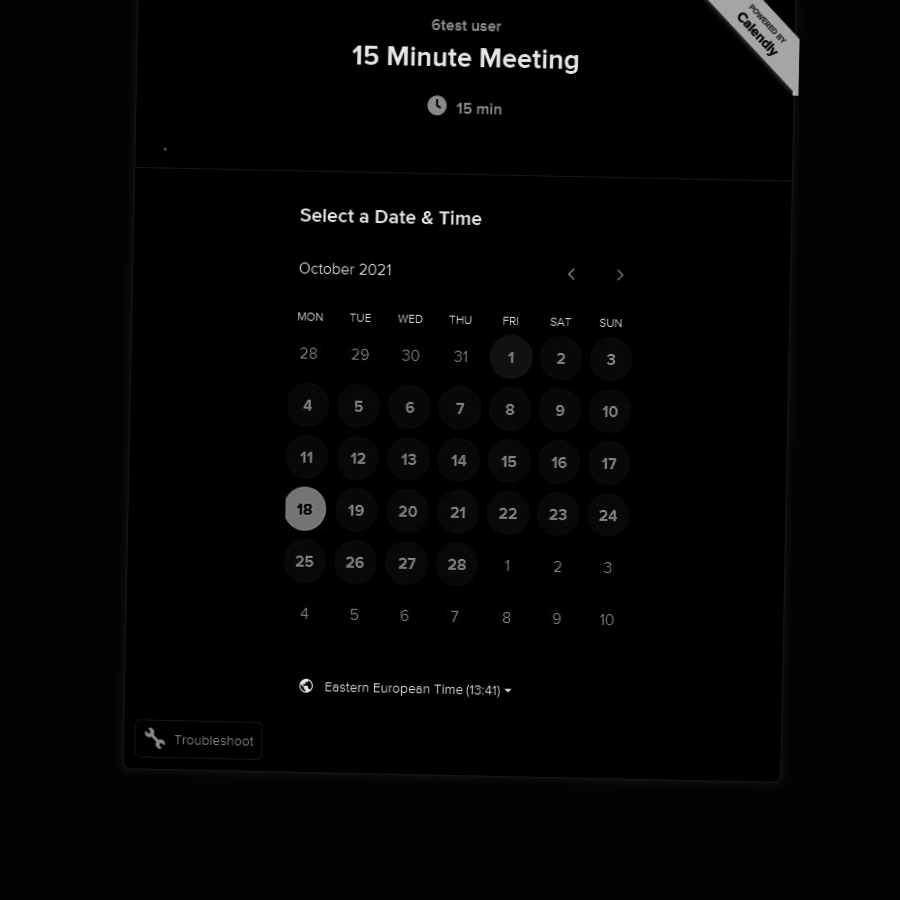 6test user
15 Minute Meeting
15 min
POWERED BY
Calendly
Select a Date & Time
October 2021
MON TUE WED THU FRI SAT SUN
28 29 30 31 1 2 3
4 5 6 7 8 9 10
11 12 13 14 15 16 17
18 19 20 21 22 23 24
25 26 27 28 1 2 3
4 5 6 7 8 9 10
Eastern European Time (13:41)
Troubleshoot